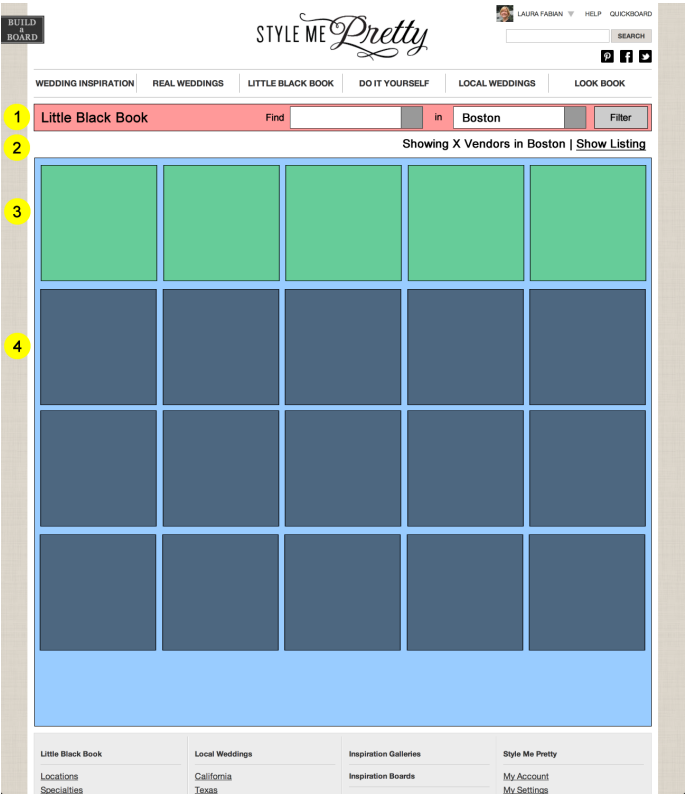 BUILD
a
BOARD
LAURA FABIAN HELP QUICKBOARD
STYLE ME Pretty
SEARCH
WEDDING INSPIRATION REAL WEDDINGS LITTLE BLACK BOOK DO IT YOURSELF LOCAL WEDDINGS LOOK BOOK
1 Little Black Book Find in Boston Filter
2 Showing X Vendors in Boston | Show Listing
3
4
Little Black Book Local Weddings Inspiration Galleries Style Me Pretty
Locations California Inspiration Boards My Account
Specialties Texas My Settings